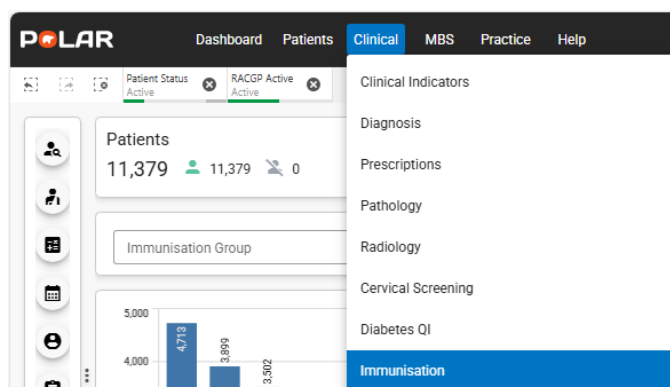 POLAR
Dashboard Patients Clinical MBS Practice Help
Patient Status
Active
RACGP Active
Active
Patients
11,379 11,379 0
Immunisation Group
5,000
4,000
4,713
3,899
3,502
Clinical Indicators
Diagnosis
Prescriptions
Pathology
Radiology
Cervical Screening
Diabetes QI
Immunisation